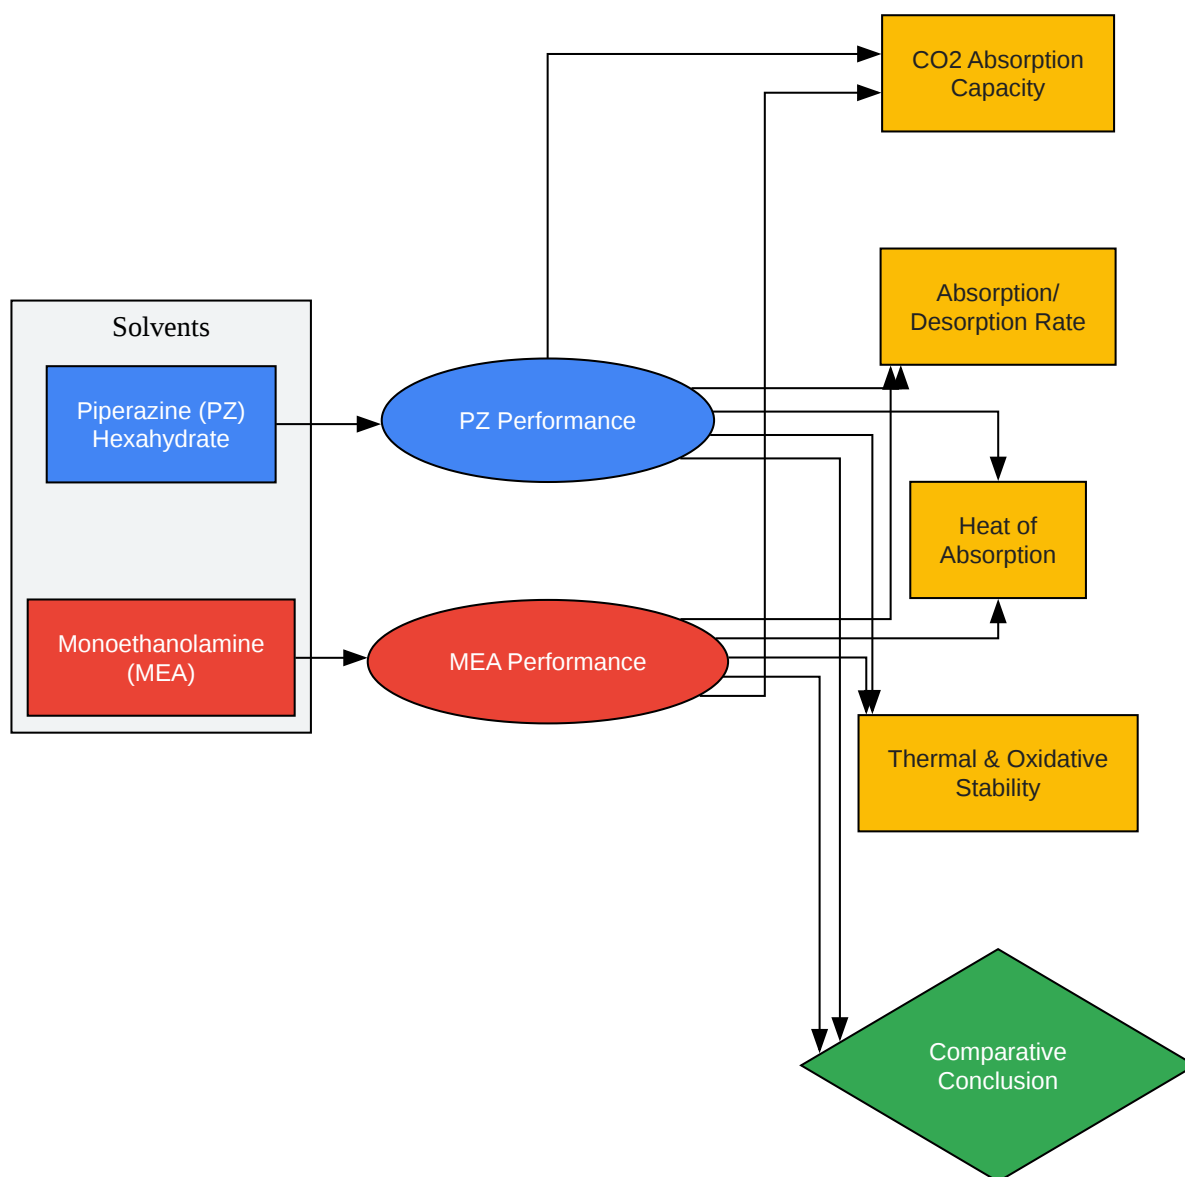 CO2 Absorption
Capacity
Absorption/
Desorption Rate
Solvents
Piperazine (PZ)
Hexahydrate
PZ Performance
Heat of
Absorption
Monoethanolamine
(MEA)
MEA Performance
Thermal & Oxidative
Stability
Comparative
Conclusion